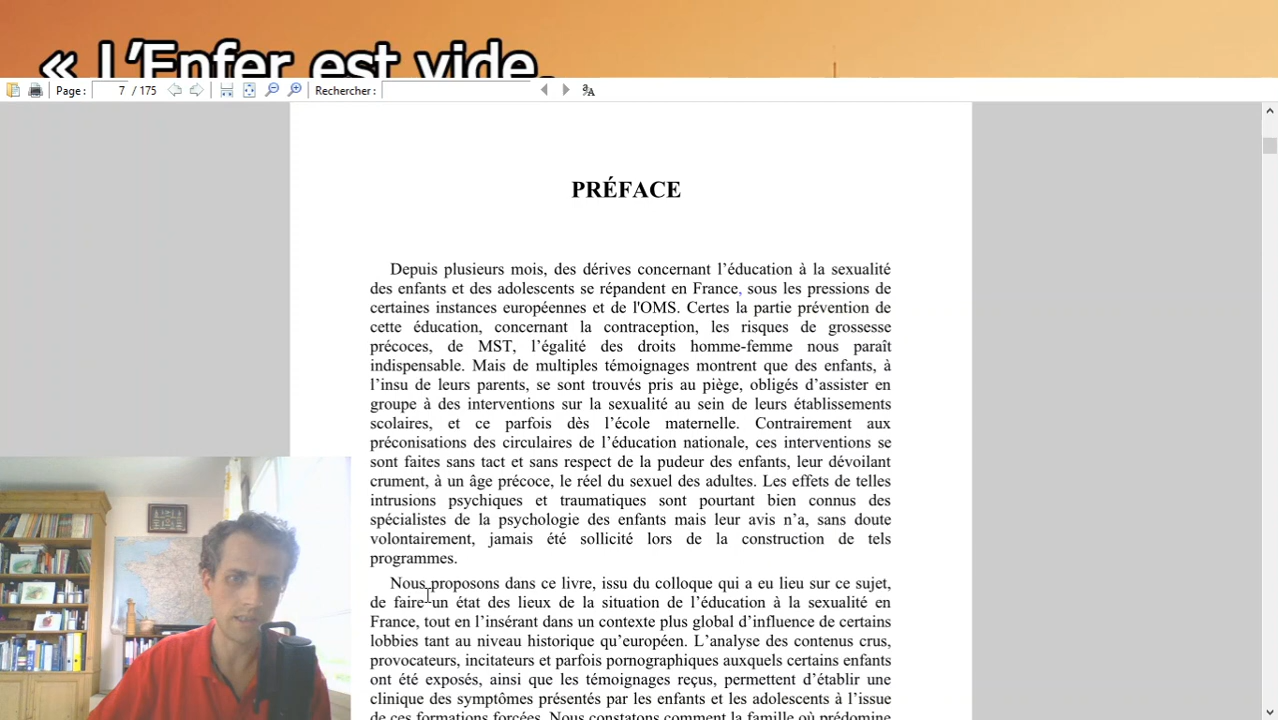 « L'Enfer est vide,
Page : 7 / 175 Rechercher :
PRÉFACE
Depuis plusieurs mois, des dérives concernant l'éducation à la sexualité
des enfants et des adolescents se répandent en France, sous les pressions de
certaines instances européennes et de l'OMS. Certes la partie prévention de
cette éducation, concernant la contraception, les risques de grossesse
précoces, de MST, l'égalité des droits homme-femme nous paraît
indispensable. Mais de multiples témoignages montrent que des enfants, à
l'insu de leurs parents, se sont trouvés pris au piège, obligés d'assister en
groupe à des interventions sur la sexualité au sein de leurs établissements
scolaires, et ce parfois dès l'école maternelle. Contrairement aux
préconisations des circulaires de l'éducation nationale, ces interventions se
sont faites sans tact et sans respect de la pudeur des enfants, leur dévoilant
crument, à un âge précoce, le réel du sexuel des adultes. Les effets de telles
intrusions psychiques et traumatiques sont pourtant bien connus des
spécialistes de la psychologie des enfants mais leur avis n'a, sans doute
volontairement, jamais été sollicité lors de la construction de tels
programmes.
Nous proposons dans ce livre, issu du colloque qui a eu lieu sur ce sujet,
de faire un état des lieux de la situation de l'éducation à la sexualité en
France, tout en l'insérant dans un contexte plus global d'influence de certains
lobbies tant au niveau historique qu'européen. L'analyse des contenus crus,
provocateurs, incitateurs et parfois pornographiques auxquels certains enfants
ont été exposés, ainsi que les témoignages reçus, permettent d'établir une
clinique des symptômes présentés par les enfants et les adolescents à l'issue
de ces formations forcées. Nous constatons comment la famille où prédomine